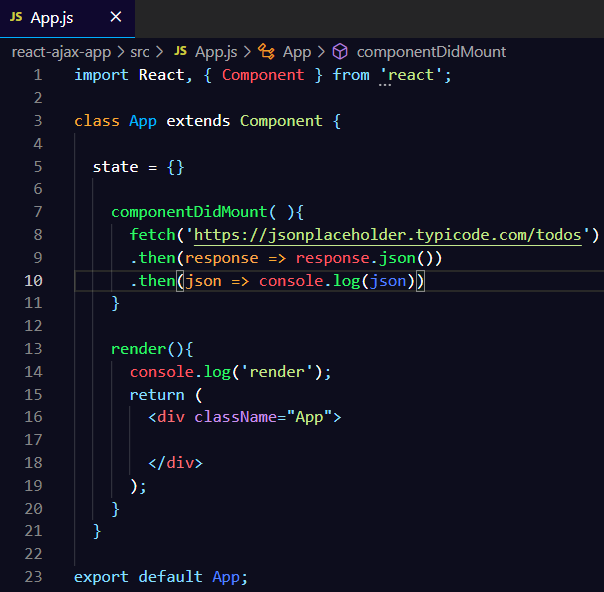 JS App.js ×
react-ajax-app > src > JS App.js > App > componentDidMount
1 import React, { Component } from 'react';
2
3 class App extends Component {
4
5 state = {}
6
7 componentDidMount( ){
8 fetch('https://jsonplaceholder.typicode.com/todos')
9 .then(response => response.json())
10 .then(json => console.log(json))
11 }
12
13 render(){
14 console.log('render');
15 return (
16 <div className="App">
17
18 </div>
19 );
20 }
21 }
22
23 export default App;